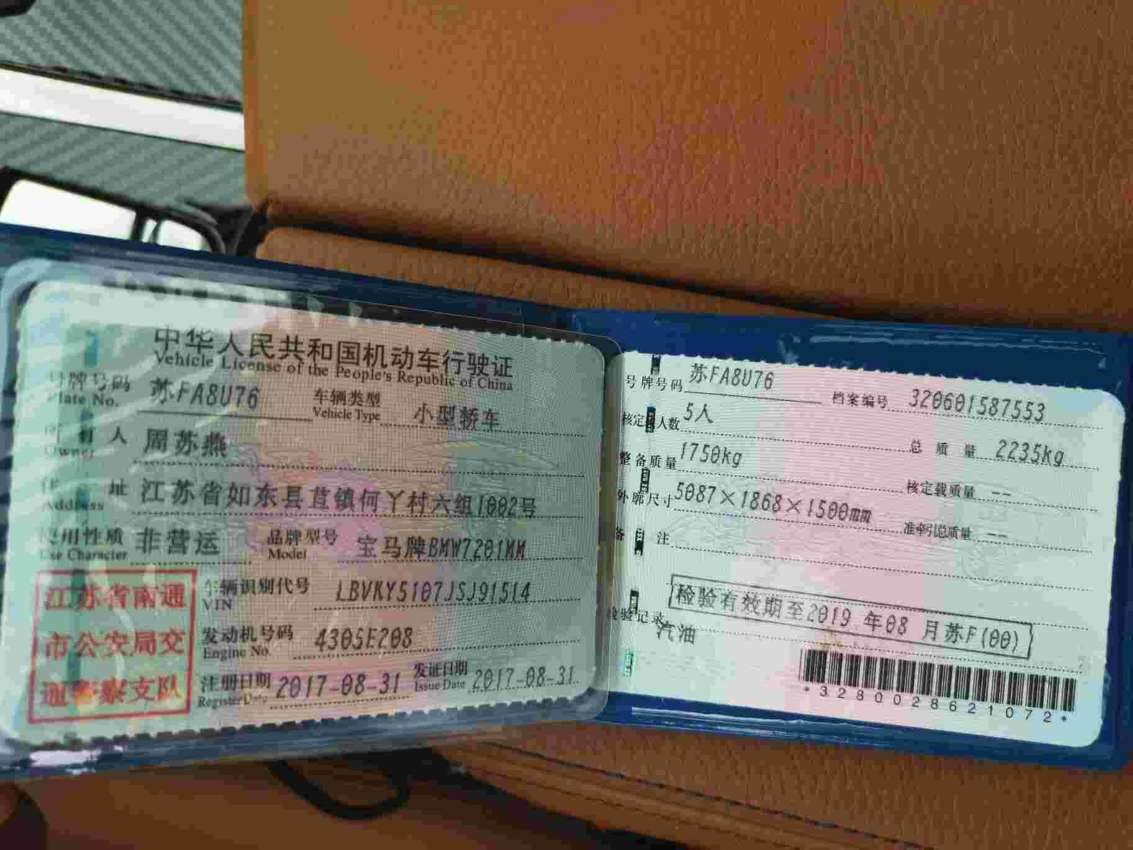 中华人民共和国机动车行驶证
Vehicle License of the People's Republic of China
号牌号码 苏FA8U76 车辆类型 小型轿车
Plate No. Vehicle Type
所有人 周苏燕
Owner
住址 江苏省如东县苴镇何丫村六组1002号
Address
使用性质 非营运 品牌型号 宝马牌BMW7201MM
Use Character Model
江苏省南通
市公安局交
通警察支队
车辆识别代号 LBVKY5107JSJ91514
VIN
发动机号码 4305E208
Engine No.
注册日期 2017-08-31 发证日期 2017-08-31
Register Date Issue Date
号牌号码 苏FA8U76 档案编号 320601587553
核定载人数 5人 总质量 2235kg
整备质量 1750kg 核定载质量 --
外廓尺寸 5087×1868×1500mm 准牵引总质量 --
备注
检验有效期至2019年08月苏F(00)
检验记录
汽油
*3280028621072*